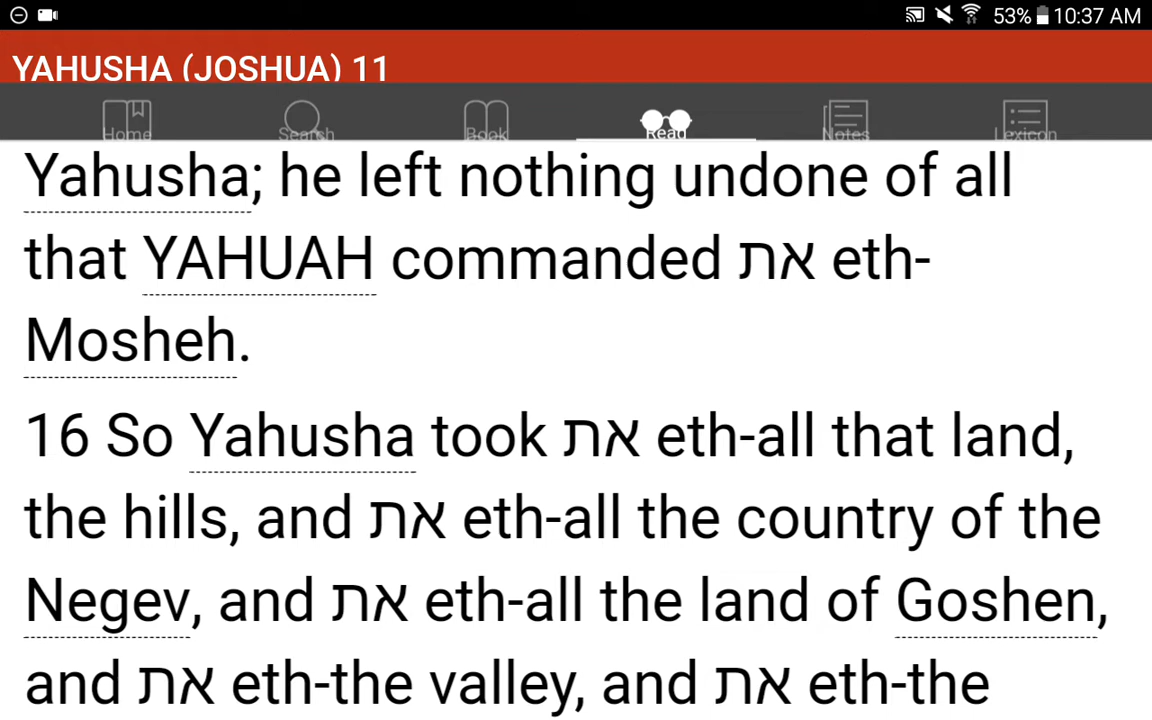 53% 10:37 AM
YAHUSHA (JOSHUA) 11
Home Search Book Read Notes Lexicon
Yahusha; he left nothing undone of all
that YAHUAH commanded את eth-
Mosheh.
16 So Yahusha took את eth-all that land,
the hills, and את eth-all the country of the
Negev, and את eth-all the land of Goshen,
and את eth-the valley, and את eth-the